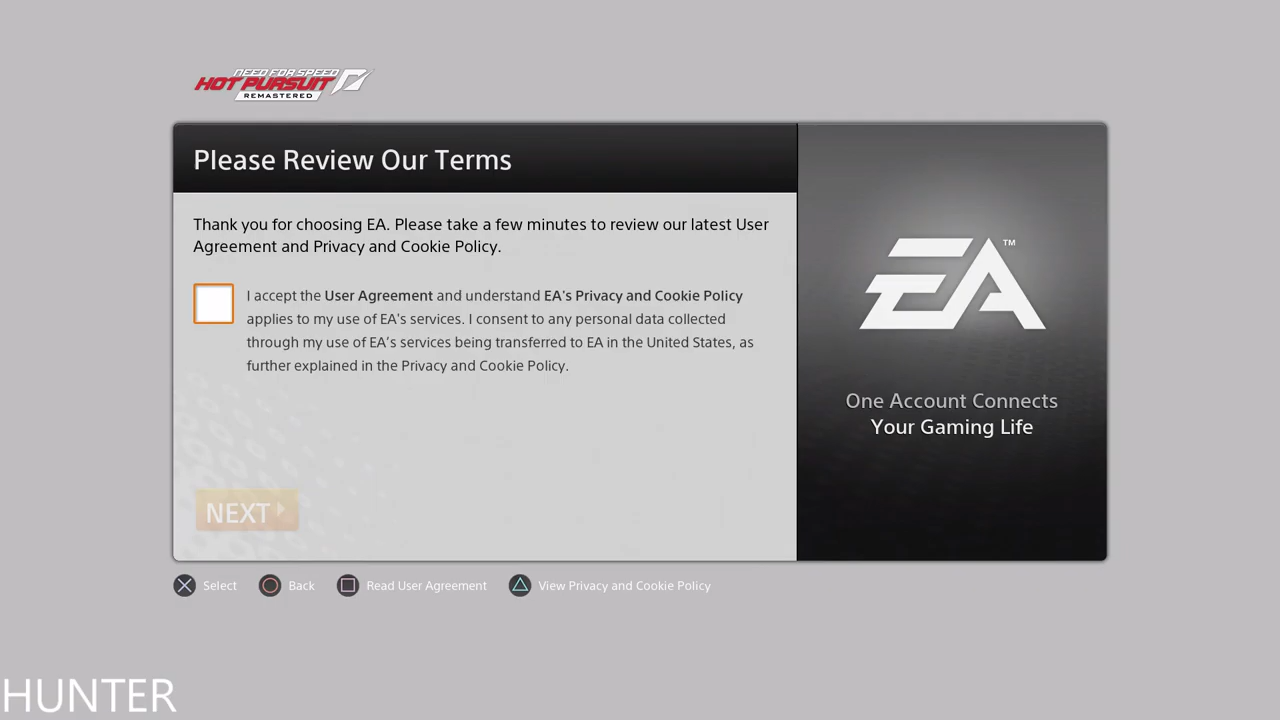 NEED FOR SPEED
HOT PURSUIT
REMASTERED
Please Review Our Terms
Thank you for choosing EA. Please take a few minutes to review our latest User
Agreement and Privacy and Cookie Policy.
I accept the User Agreement and understand EA's Privacy and Cookie Policy
applies to my use of EA's services. I consent to any personal data collected
through my use of EA's services being transferred to EA in the United States, as
further explained in the Privacy and Cookie Policy.
NEXT
EA™
One Account Connects
Your Gaming Life
Select Back Read User Agreement View Privacy and Cookie Policy
HUNTER